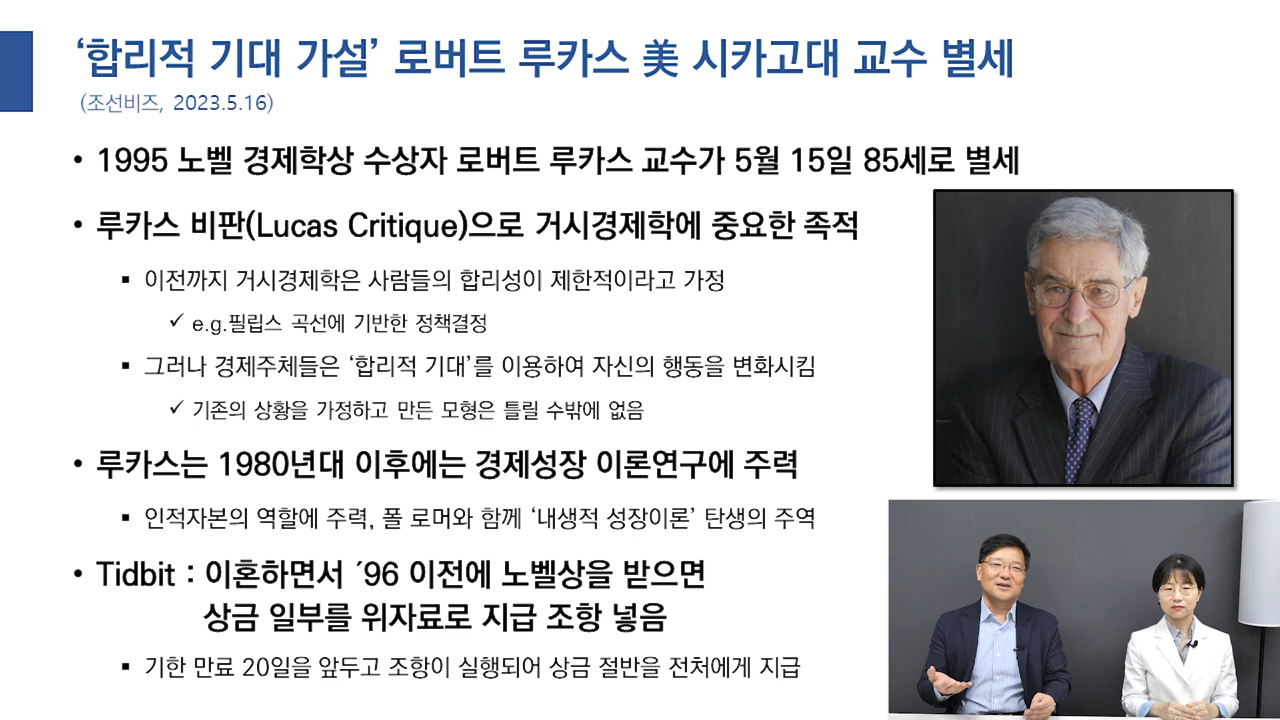 ‘합리적 기대 가설’ 로버트 루카스 美 시카고대 교수 별세
(조선비즈, 2023.5.16)
• 1995 노벨 경제학상 수상자 로버트 루카스 교수가 5월 15일 85세로 별세
• 루카스 비판(Lucas Critique)으로 거시경제학에 중요한 족적
▪ 이전까지 거시경제학은 사람들의 합리성이 제한적이라고 가정
✓ e.g.필립스 곡선에 기반한 정책결정
▪ 그러나 경제주체들은 ‘합리적 기대’를 이용하여 자신의 행동을 변화시킴
✓ 기존의 상황을 가정하고 만든 모형은 틀릴 수밖에 없음
• 루카스는 1980년대 이후에는 경제성장 이론연구에 주력
▪ 인적자본의 역할에 주력, 폴 로머와 함께 ‘내생적 성장이론’ 탄생의 주역
• Tidbit : 이혼하면서 ´96 이전에 노벨상을 받으면
상금 일부를 위자료로 지급 조항 넣음
▪ 기한 만료 20일을 앞두고 조항이 실행되어 상금 절반을 전처에게 지급